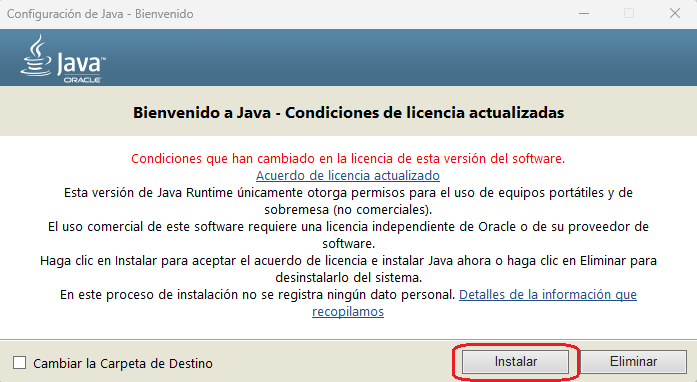 Configuración de Java - Bienvenido
Java™
ORACLE
Bienvenido a Java - Condiciones de licencia actualizadas
Condiciones que han cambiado en la licencia de esta versión del software.
Acuerdo de licencia actualizado
Esta versión de Java Runtime únicamente otorga permisos para el uso de equipos portátiles y de
sobremesa (no comerciales).
El uso comercial de este software requiere una licencia independiente de Oracle o de su proveedor de
software.
Haga clic en Instalar para aceptar el acuerdo de licencia e instalar Java ahora o haga clic en Eliminar para
desinstalarlo del sistema.
En este proceso de instalación no se registra ningún dato personal. Detalles de la información que
recopilamos
Cambiar la Carpeta de Destino
Instalar
Eliminar